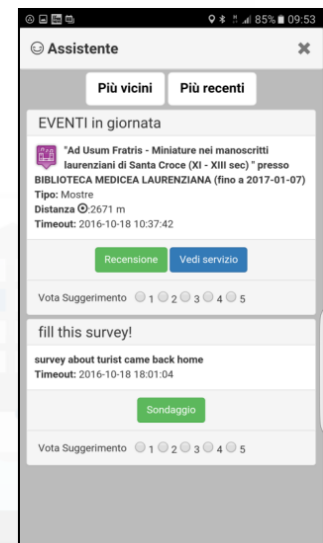 85% 09:53
Assistente
Più vicini Più recenti
EVENTI in giornata
"Ad Usum Fratris - Miniature nei manoscritti
laurenziani di Santa Croce (XI - XIII sec) " presso
BIBLIOTECA MEDICEA LAURENZIANA (fino a 2017-01-07)
Tipo: Mostre
Distanza :2671 m
Timeout: 2016-10-18 10:37:42
Recensione Vedi servizio
Vota Suggerimento 1 2 3 4 5
fill this survey!
survey about turist came back home
Timeout: 2016-10-18 18:01:04
Sondaggio
Vota Suggerimento 1 2 3 4 5